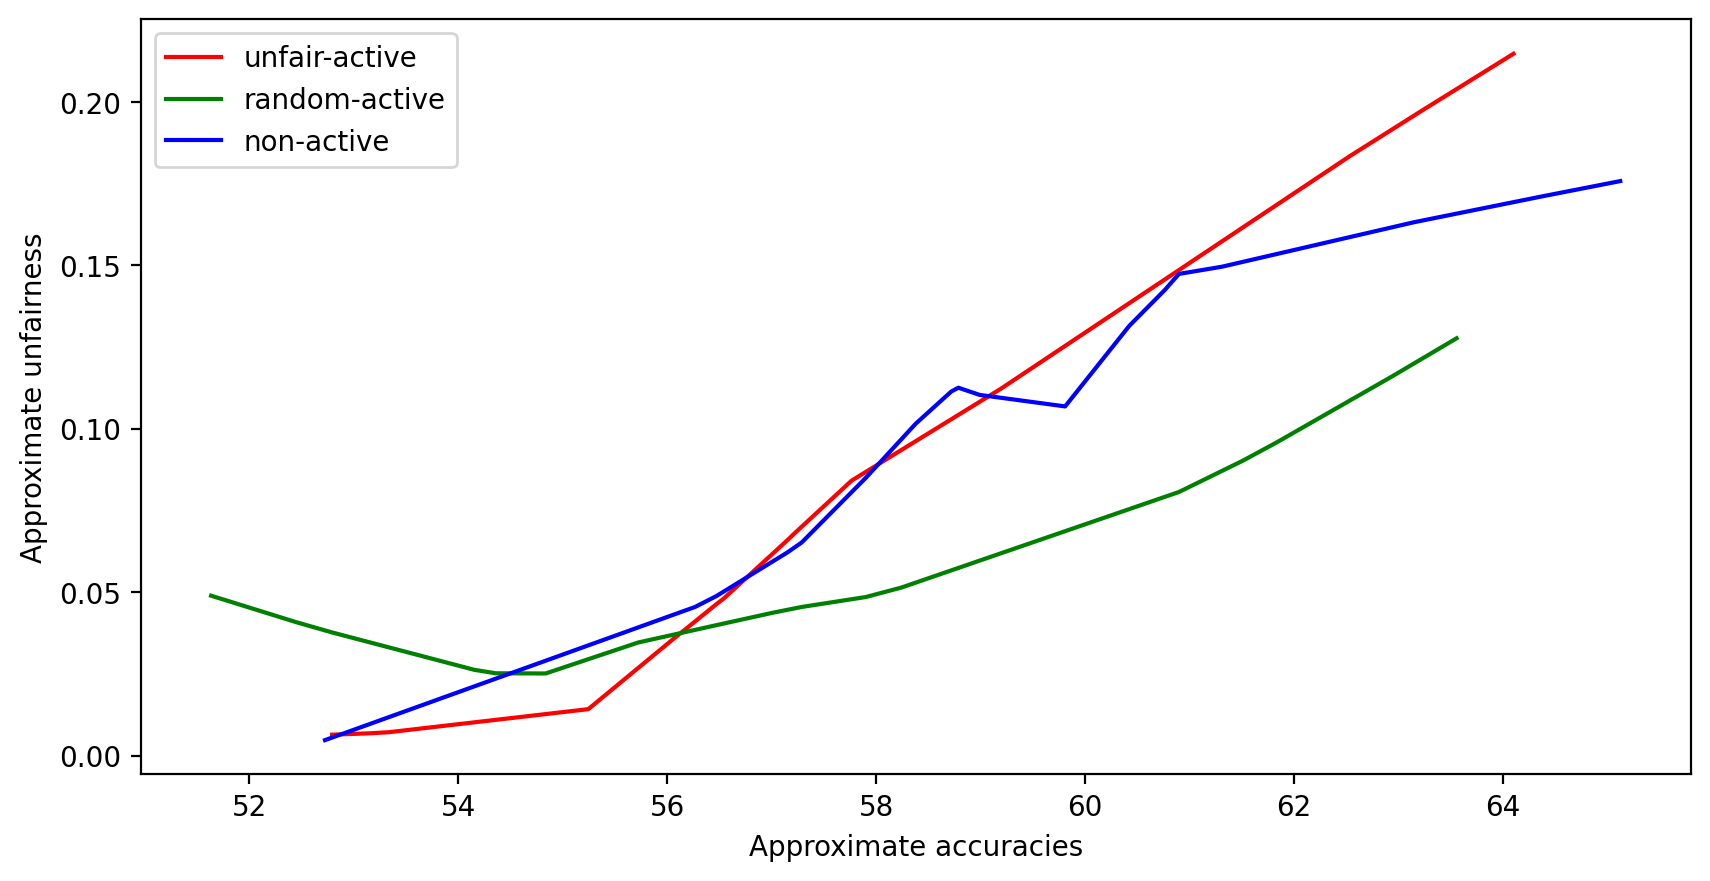 unfair-active
random-active
non-active
Approximate unfairness
0.20
0.15
0.10
0.05
0.00
52 54 56 58 60 62 64
Approximate accuracies